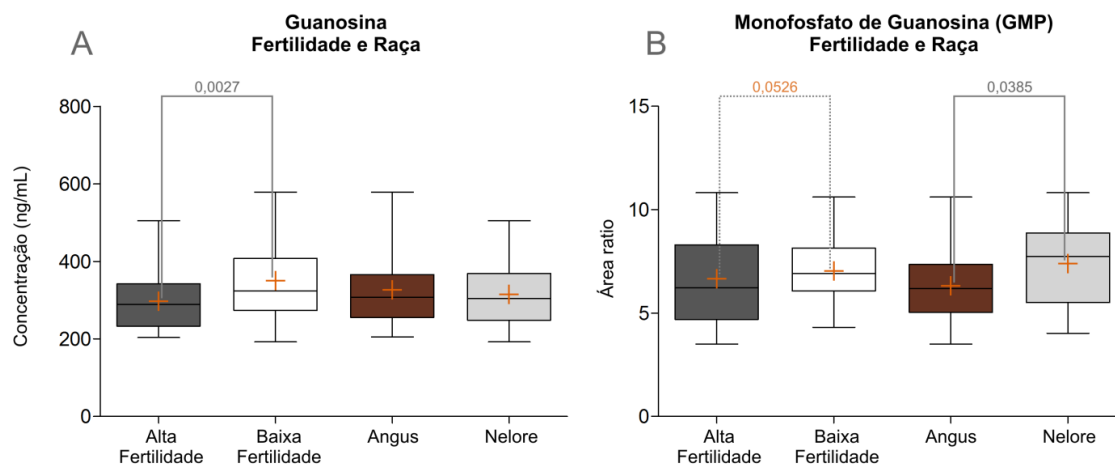 A
Guanosina
Fertilidade e Raça
0,0027
Concentração (ng/mL)
800
600
400
200
0
Alta
Fertilidade
Baixa
Fertilidade
Angus
Nelore
B
Monofosfato de Guanosina (GMP)
Fertilidade e Raça
0,0526
0,0385
Área ratio
15
10
5
0
Alta
Fertilidade
Baixa
Fertilidade
Angus
Nelore